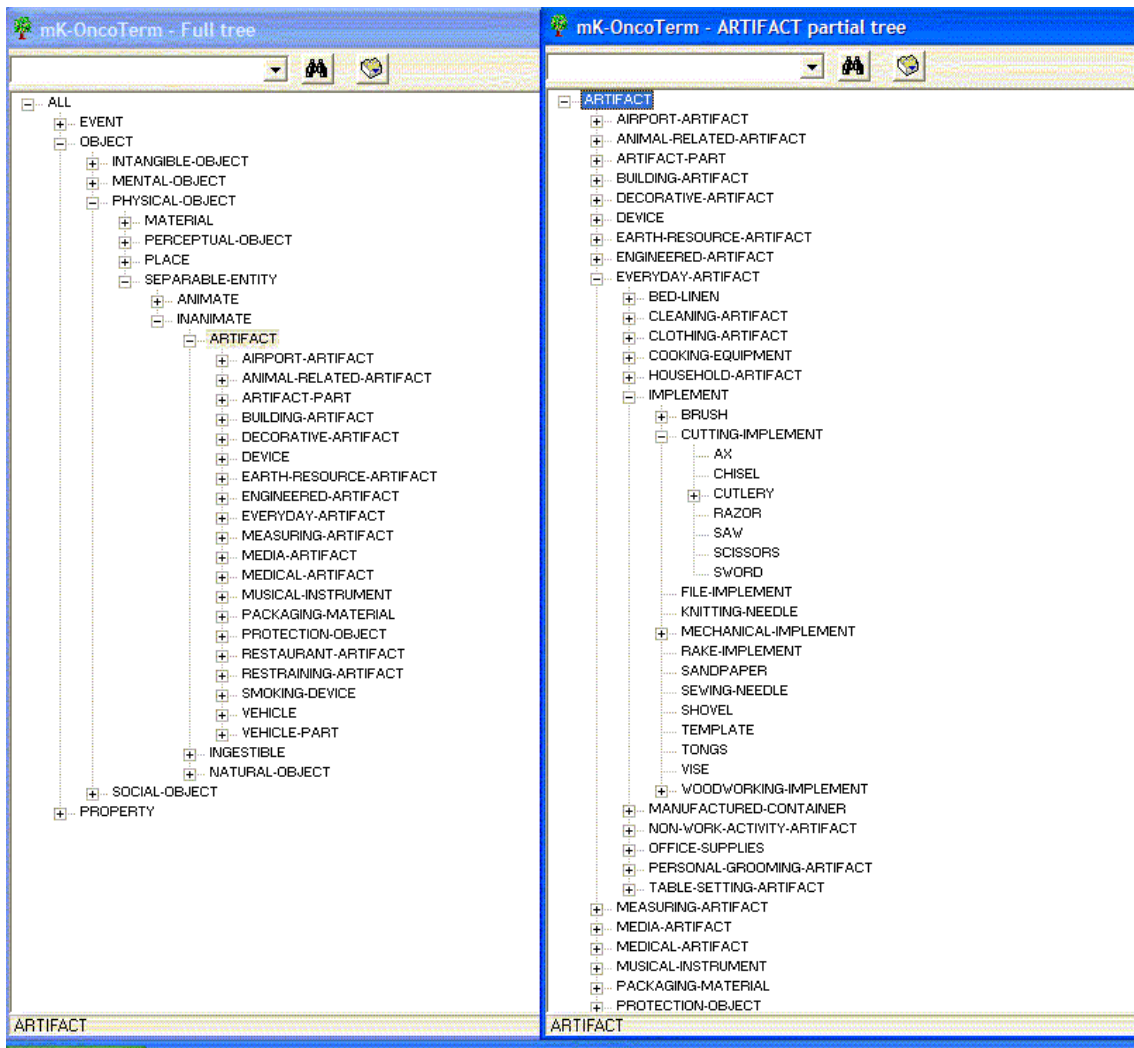 mK-OncoTerm - Full tree
ALL
EVENT
OBJECT
INTANGIBLE-OBJECT
MENTAL-OBJECT
PHYSICAL-OBJECT
MATERIAL
PERCEPTUAL-OBJECT
PLACE
SEPARABLE-ENTITY
ANIMATE
INANIMATE
ARTIFACT
AIRPORT-ARTIFACT
ANIMAL-RELATED-ARTIFACT
ARTIFACT-PART
BUILDING-ARTIFACT
DECORATIVE-ARTIFACT
DEVICE
EARTH-RESOURCE-ARTIFACT
ENGINEERED-ARTIFACT
EVERYDAY-ARTIFACT
MEASURING-ARTIFACT
MEDIA-ARTIFACT
MEDICAL-ARTIFACT
MUSICAL-INSTRUMENT
PACKAGING-MATERIAL
PROTECTION-OBJECT
RESTAURANT-ARTIFACT
RESTRAINING-ARTIFACT
SMOKING-DEVICE
VEHICLE
VEHICLE-PART
INGESTIBLE
NATURAL-OBJECT
SOCIAL-OBJECT
PROPERTY
ARTIFACT
mK-OncoTerm - ARTIFACT partial tree
ARTIFACT
AIRPORT-ARTIFACT
ANIMAL-RELATED-ARTIFACT
ARTIFACT-PART
BUILDING-ARTIFACT
DECORATIVE-ARTIFACT
DEVICE
EARTH-RESOURCE-ARTIFACT
ENGINEERED-ARTIFACT
EVERYDAY-ARTIFACT
BED-LINEN
CLEANING-ARTIFACT
CLOTHING-ARTIFACT
COOKING-EQUIPMENT
HOUSEHOLD-ARTIFACT
IMPLEMENT
BRUSH
CUTTING-IMPLEMENT
AX
CHISEL
CUTLERY
RAZOR
SAW
SCISSORS
SWORD
FILE-IMPLEMENT
KNITTING-NEEDLE
MECHANICAL-IMPLEMENT
RAKE-IMPLEMENT
SANDPAPER
SEWING-NEEDLE
SHOVEL
TEMPLATE
TONGS
VISE
WOODWORKING-IMPLEMENT
MANUFACTURED-CONTAINER
NON-WORK-ACTIVITY-ARTIFACT
OFFICE-SUPPLIES
PERSONAL-GROOMING-ARTIFACT
TABLE-SETTING-ARTIFACT
MEASURING-ARTIFACT
MEDIA-ARTIFACT
MEDICAL-ARTIFACT
MUSICAL-INSTRUMENT
PACKAGING-MATERIAL
PROTECTION-OBJECT
ARTIFACT